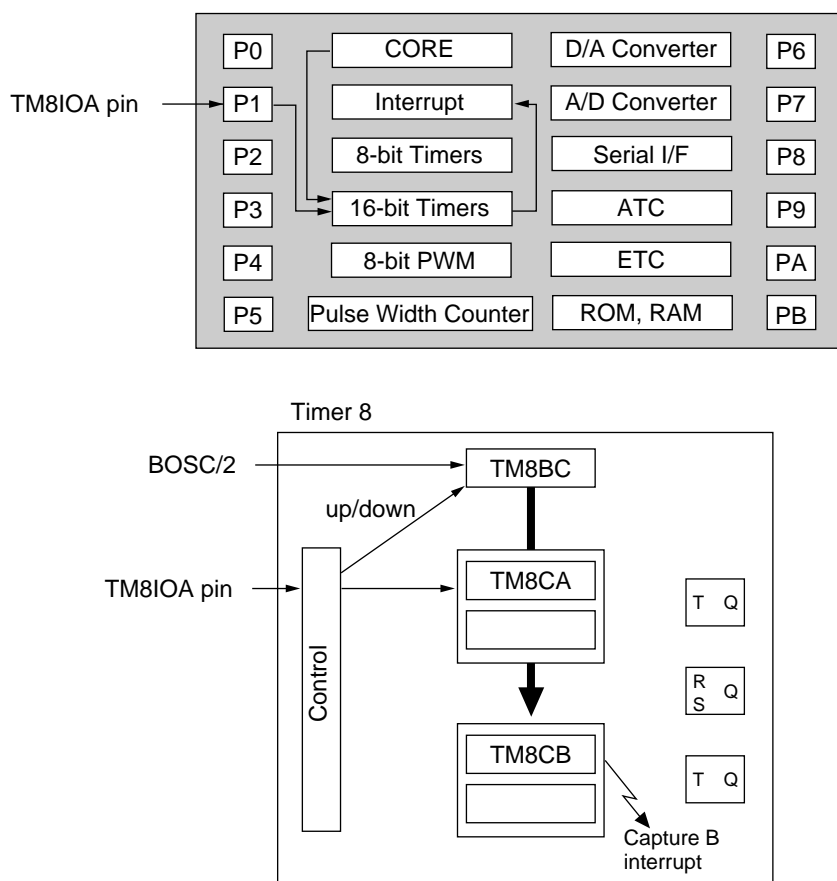 P0 CORE D/A Converter P6
TM8IOA pin P1 Interrupt A/D Converter P7
P2 8-bit Timers Serial I/F P8
P3 16-bit Timers ATC P9
P4 8-bit PWM ETC PA
P5 Pulse Width Counter ROM, RAM PB
Timer 8
BOSC/2 TM8BC
up/down
TM8IOA pin TM8CA
T Q
Control
R
S Q
TM8CB
T Q
Capture B
interrupt